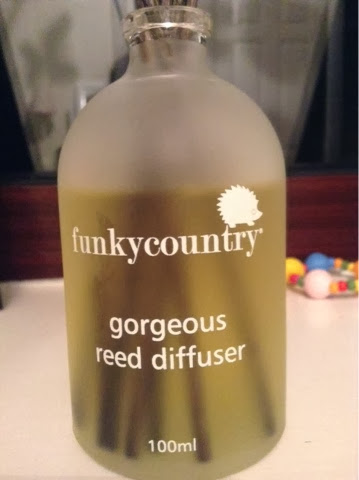 funkycountry®
gorgeous
reed diffuser
100ml